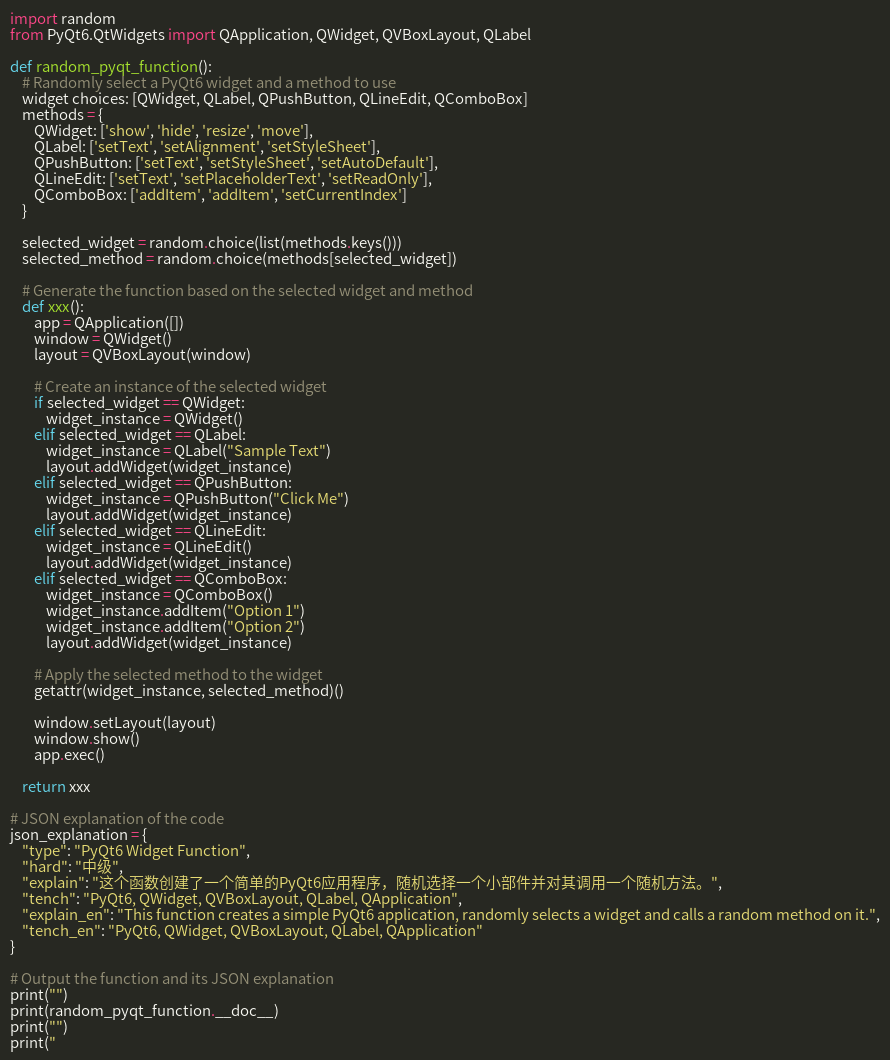 import random
from PyQt6.QtWidgets import QApplication, QWidget, QVBoxLayout, QLabel

def random_pyqt_function():
    # Randomly select a PyQt6 widget and a method to use
    widget choices: [QWidget, QLabel, QPushButton, QLineEdit, QComboBox]
    methods = {
        QWidget: ['show', 'hide', 'resize', 'move'],
        QLabel: ['setText', 'setAlignment', 'setStyleSheet'],
        QPushButton: ['setText', 'setStyleSheet', 'setAutoDefault'],
        QLineEdit: ['setText', 'setPlaceholderText', 'setReadOnly'],
        QComboBox: ['addItem', 'addItem', 'setCurrentIndex']
    }

    selected_widget = random.choice(list(methods.keys()))
    selected_method = random.choice(methods[selected_widget])

    # Generate the function based on the selected widget and method
    def xxx():
        app = QApplication([])
        window = QWidget()
        layout = QVBoxLayout(window)

        # Create an instance of the selected widget
        if selected_widget == QWidget:
            widget_instance = QWidget()
        elif selected_widget == QLabel:
            widget_instance = QLabel("Sample Text")
            layout.addWidget(widget_instance)
        elif selected_widget == QPushButton:
            widget_instance = QPushButton("Click Me")
            layout.addWidget(widget_instance)
        elif selected_widget == QLineEdit:
            widget_instance = QLineEdit()
            layout.addWidget(widget_instance)
        elif selected_widget == QComboBox:
            widget_instance = QComboBox()
            widget_instance.addItem("Option 1")
            widget_instance.addItem("Option 2")
            layout.addWidget(widget_instance)

        # Apply the selected method to the widget
        getattr(widget_instance, selected_method)()

        window.setLayout(layout)
        window.show()
        app.exec()

    return xxx

# JSON explanation of the code
json_explanation = {
    "type": "PyQt6 Widget Function",
    "hard": "中级",
    "explain": "这个函数创建了一个简单的PyQt6应用程序，随机选择一个小部件并对其调用一个随机方法。",
    "tench": "PyQt6, QWidget, QVBoxLayout, QLabel, QApplication",
    "explain_en": "This function creates a simple PyQt6 application, randomly selects a widget and calls a random method on it.",
    "tench_en": "PyQt6, QWidget, QVBoxLayout, QLabel, QApplication"
}

# Output the function and its JSON explanation
print("")
print(random_pyqt_function.__doc__)
print("")
print("